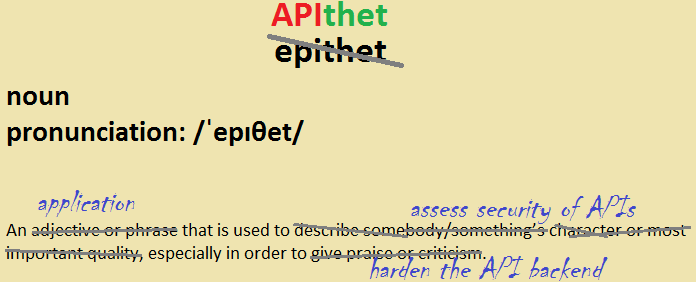 APIthet
epithet
noun
pronunciation: /ˈepɪθet/
application
assess security of APIs
An adjective or phrase that is used to describe somebody/something's character or most
important quality, especially in order to give praise or criticism.
harden the API backend